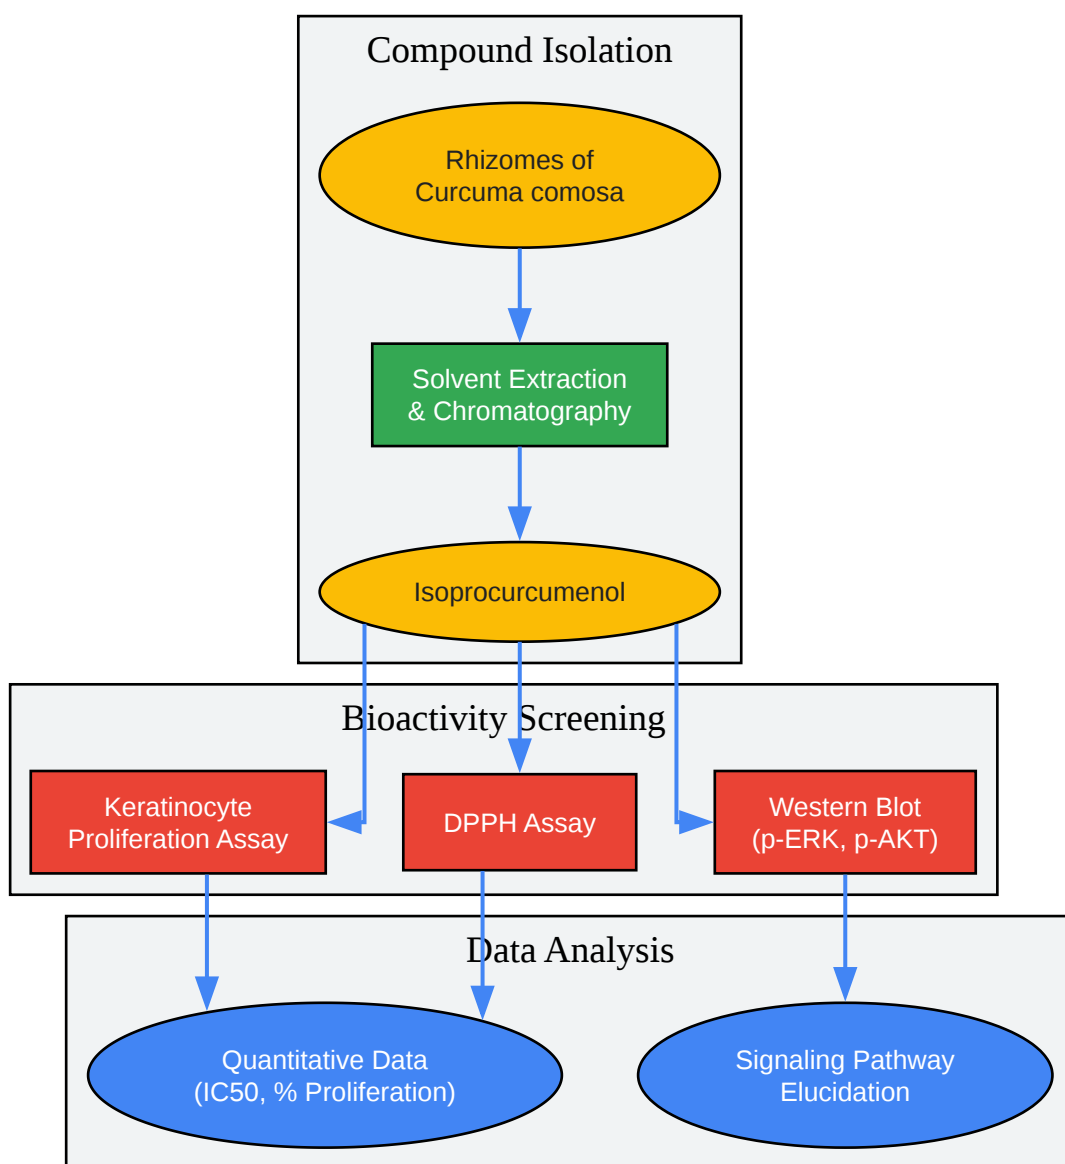 Compound Isolation
Rhizomes of
Curcuma comosa
Solvent Extraction
& Chromatography
Isoprocurcumenol
Bioactivity Screening
Keratinocyte
Proliferation Assay
DPPH Assay
Western Blot
(p-ERK, p-AKT)
Data Analysis
Quantitative Data
(IC50, % Proliferation)
Signaling Pathway
Elucidation